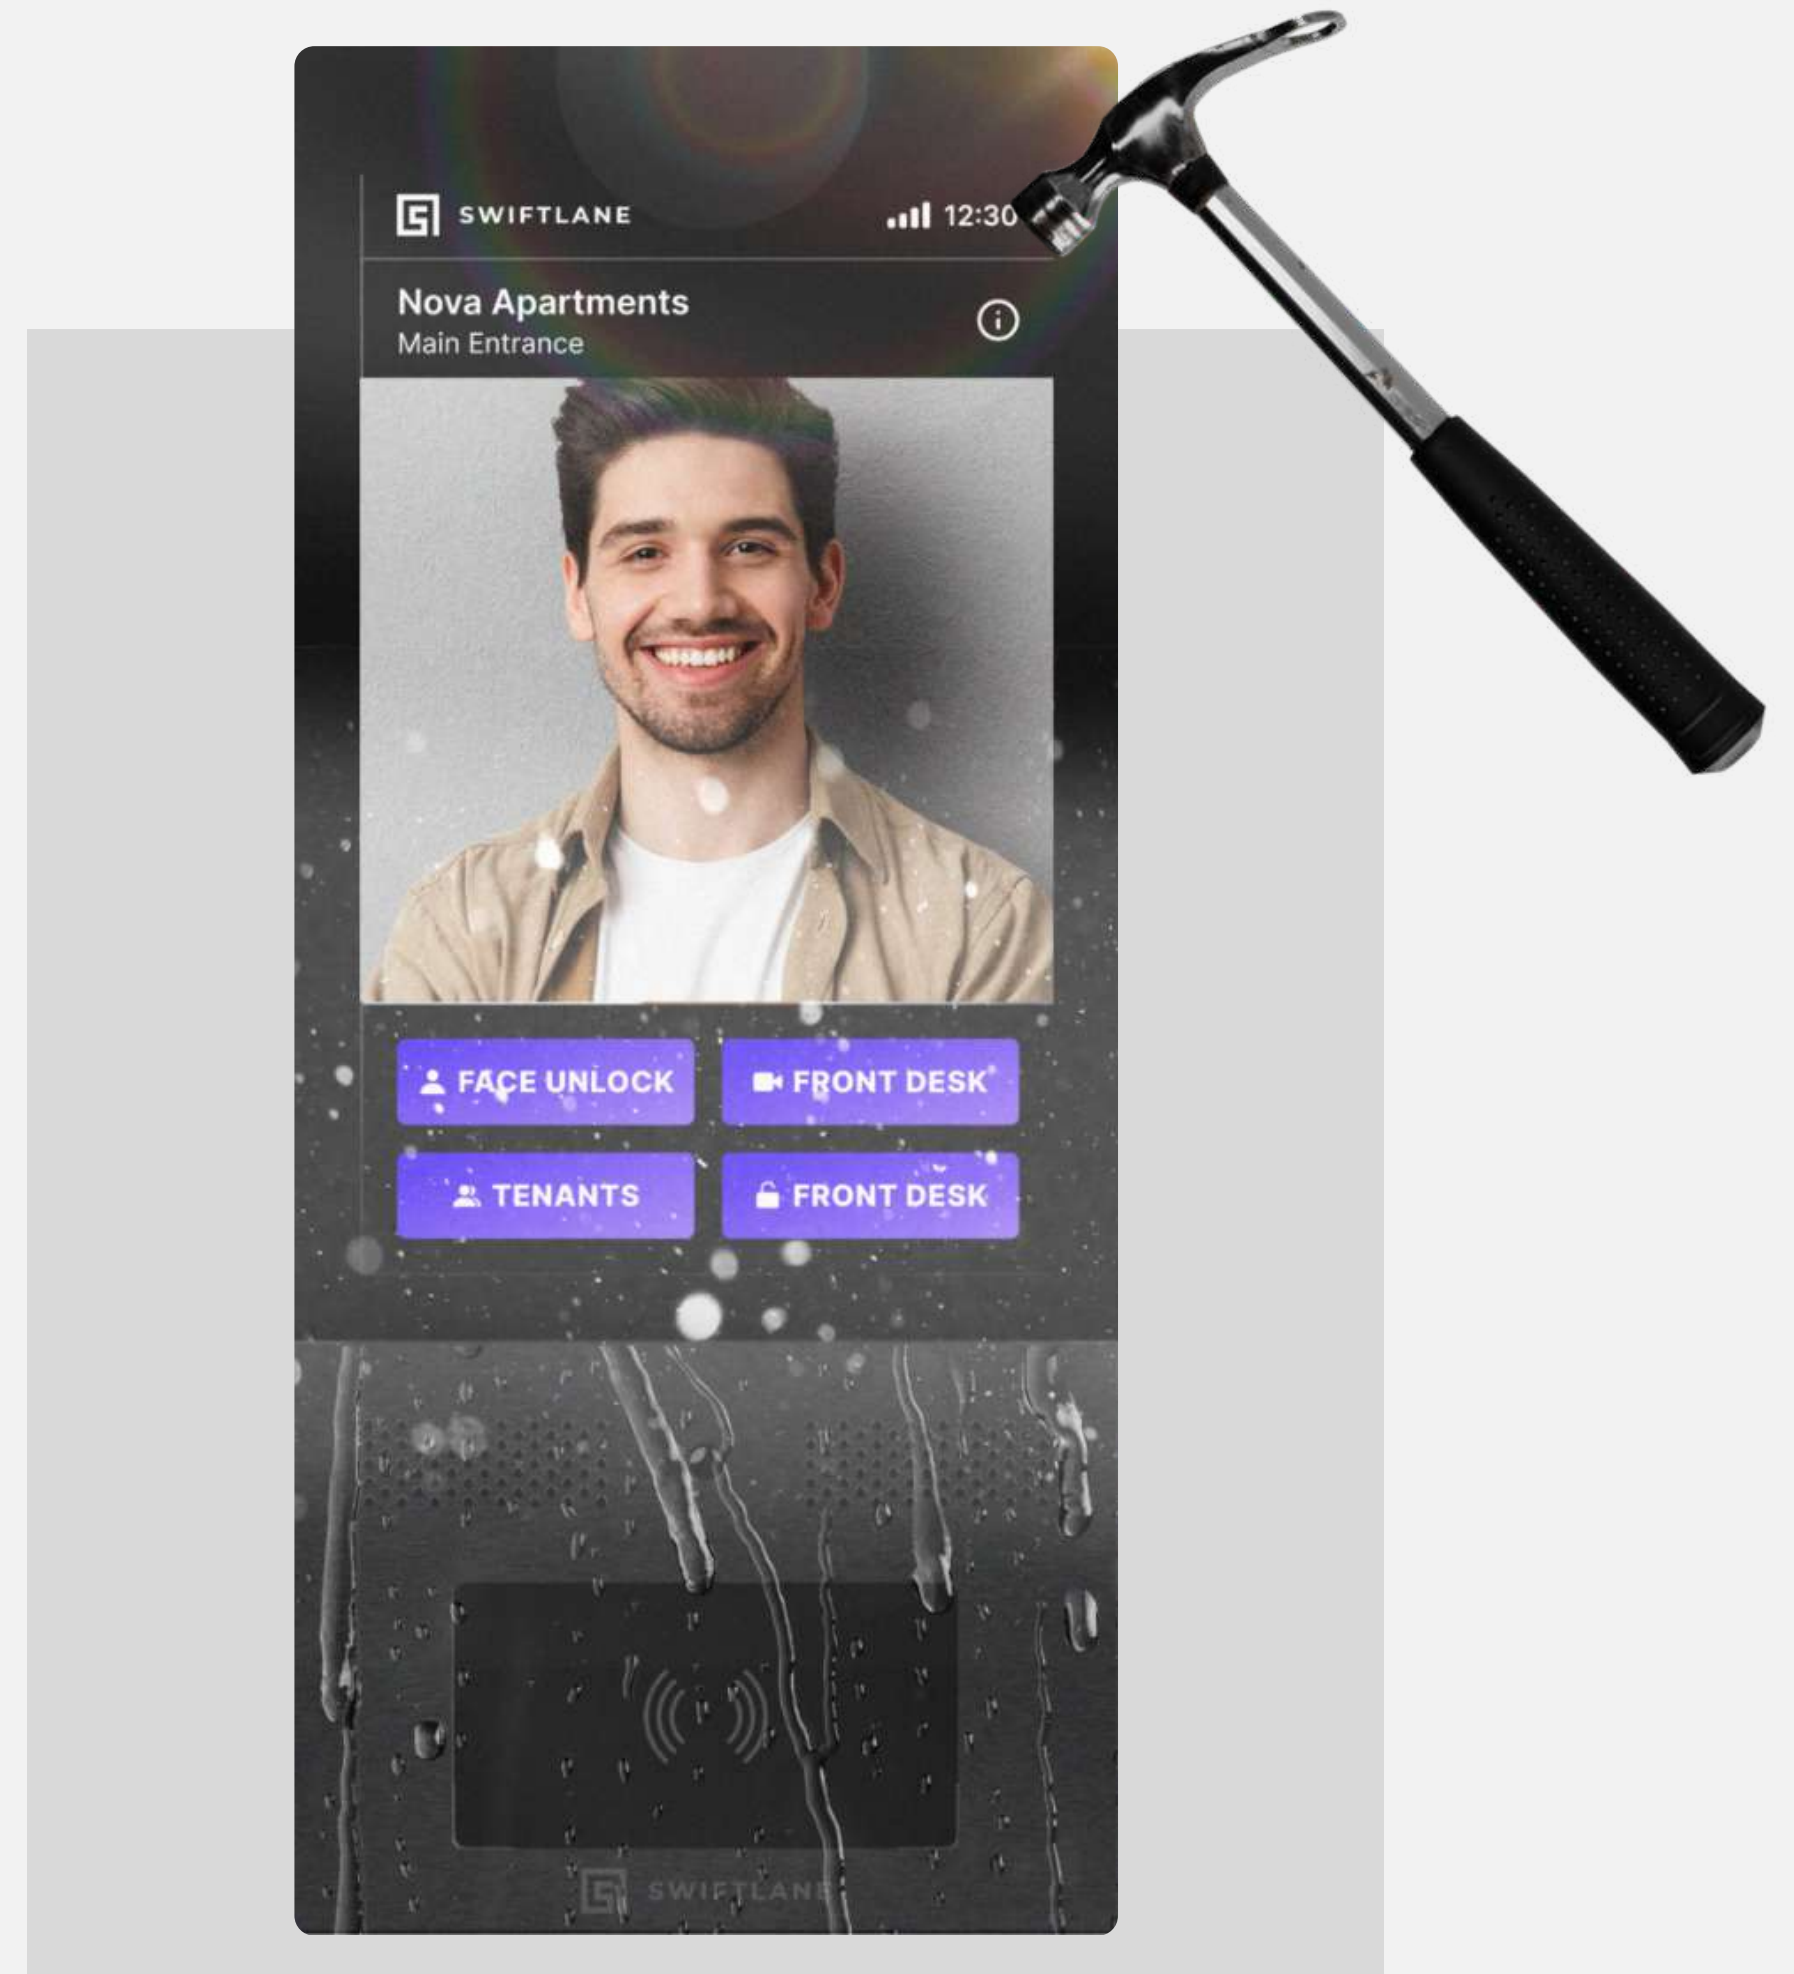 SWIFTLANE
12:30
Nova Apartments
Main Entrance
FACE UNLOCK
FRONT DESK
TENANTS
FRONT DESK
SWIFTLANE